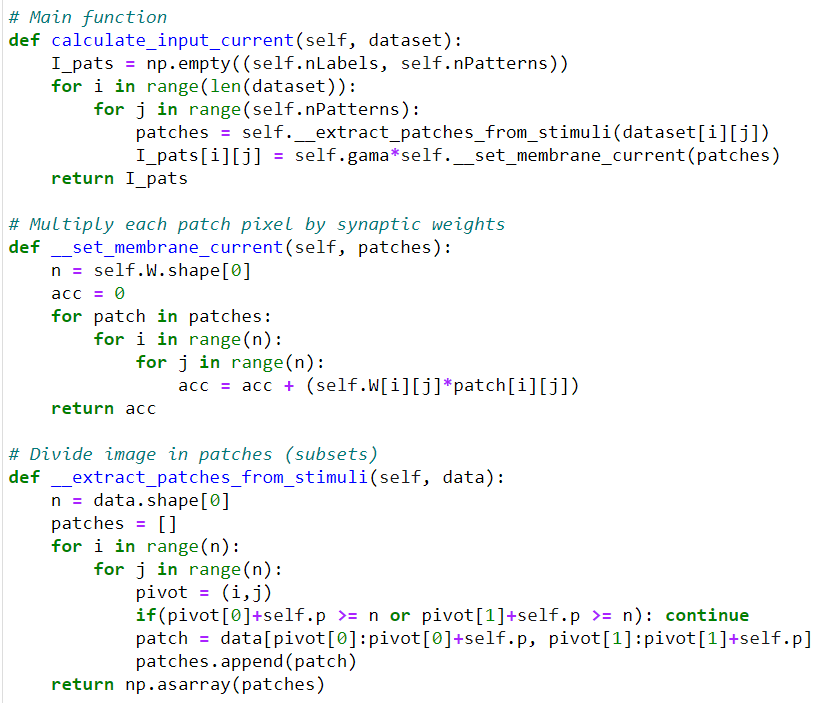 # Main function
def calculate_input_current(self, dataset):
    I_pats = np.empty((self.nLabels, self.nPatterns))
    for i in range(len(dataset)):
        for j in range(self.nPatterns):
            patches = self.__extract_patches_from_stimuli(dataset[i][j])
            I_pats[i][j] = self.gama*self.__set_membrane_current(patches)
    return I_pats

# Multiply each patch pixel by synaptic weights
def __set_membrane_current(self, patches):
    n = self.W.shape[0]
    acc = 0
    for patch in patches:
        for i in range(n):
            for j in range(n):
                acc = acc + (self.W[i][j]*patch[i][j])
    return acc

# Divide image in patches (subsets)
def __extract_patches_from_stimuli(self, data):
    n = data.shape[0]
    patches = []
    for i in range(n):
        for j in range(n):
            pivot = (i,j)
            if(pivot[0]+self.p >= n or pivot[1]+self.p >= n): continue
            patch = data[pivot[0]:pivot[0]+self.p, pivot[1]:pivot[1]+self.p]
            patches.append(patch)
    return np.asarray(patches)